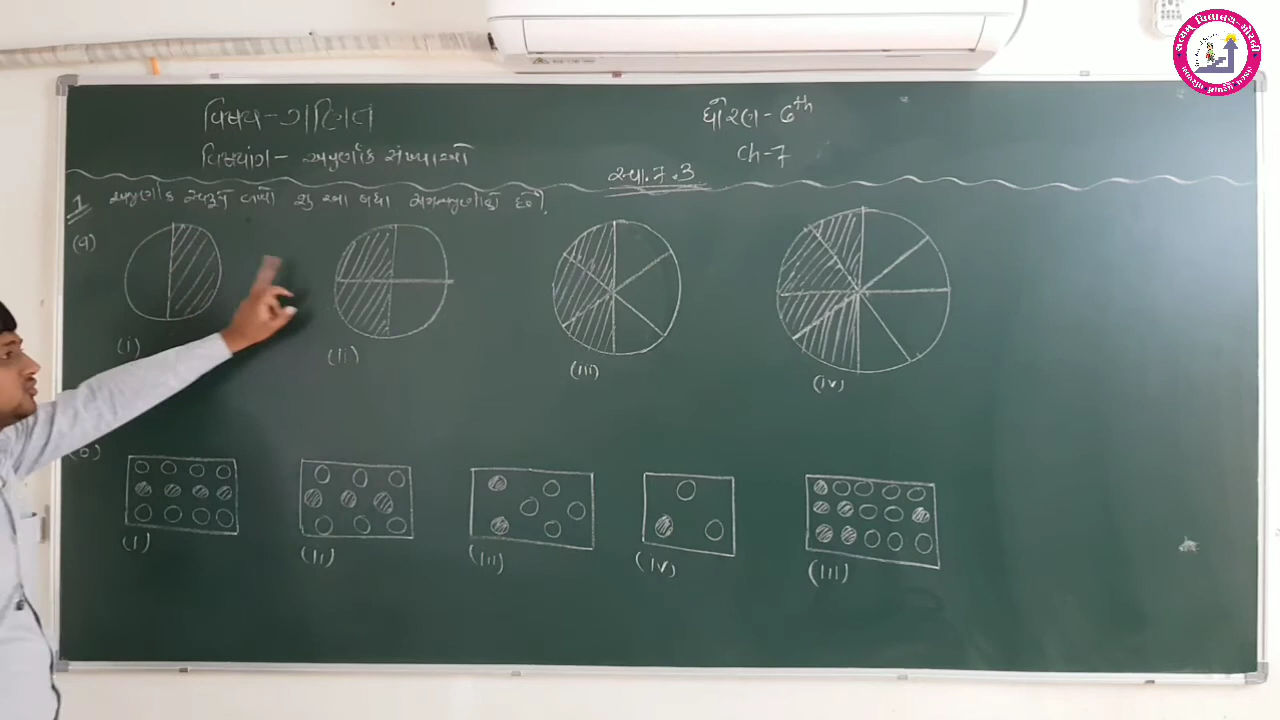 વિષય - ગણિત
ધોરણ - 6th
વિષયાંગ - અપુર્ણાંક સંખ્યાઓ
Ch-7
સ્વા. 7.3
1 અપુર્ણાંક સ્વરૂપે લખો શું આ બધા સમઅપુર્ણાંકો છે?
(a)
(i) (ii) (iii) (iv)
(b)
(i) (ii) (iii) (iv) (iii)